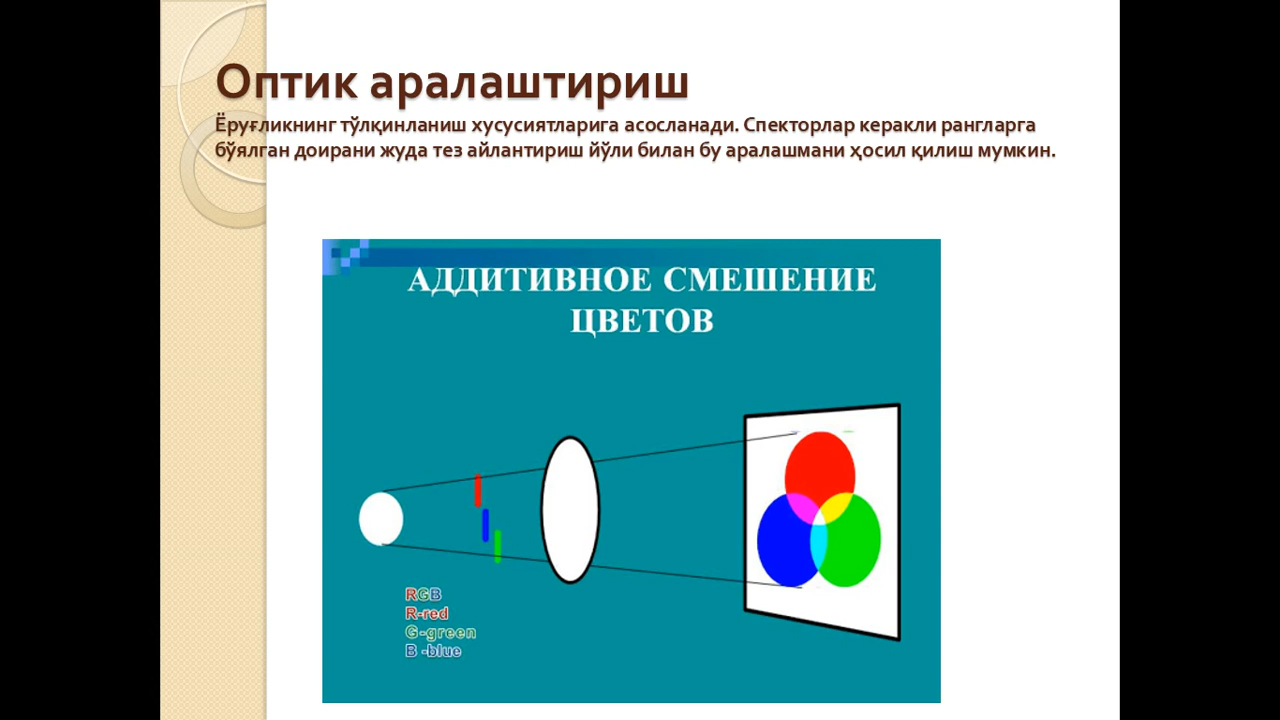 Оптик аралаштириш
Ёруғликнинг тўлқинланиш хусусиятларига асосланади. Спекторлар керакли рангларга
бўялган доирани жуда тез айлантириш йўли билан бу аралашмани ҳосил қилиш мумкин.
АДДИТИВНОЕ СМЕШЕНИЕ
ЦВЕТОВ
RGB
R-red
G-green
B -blue